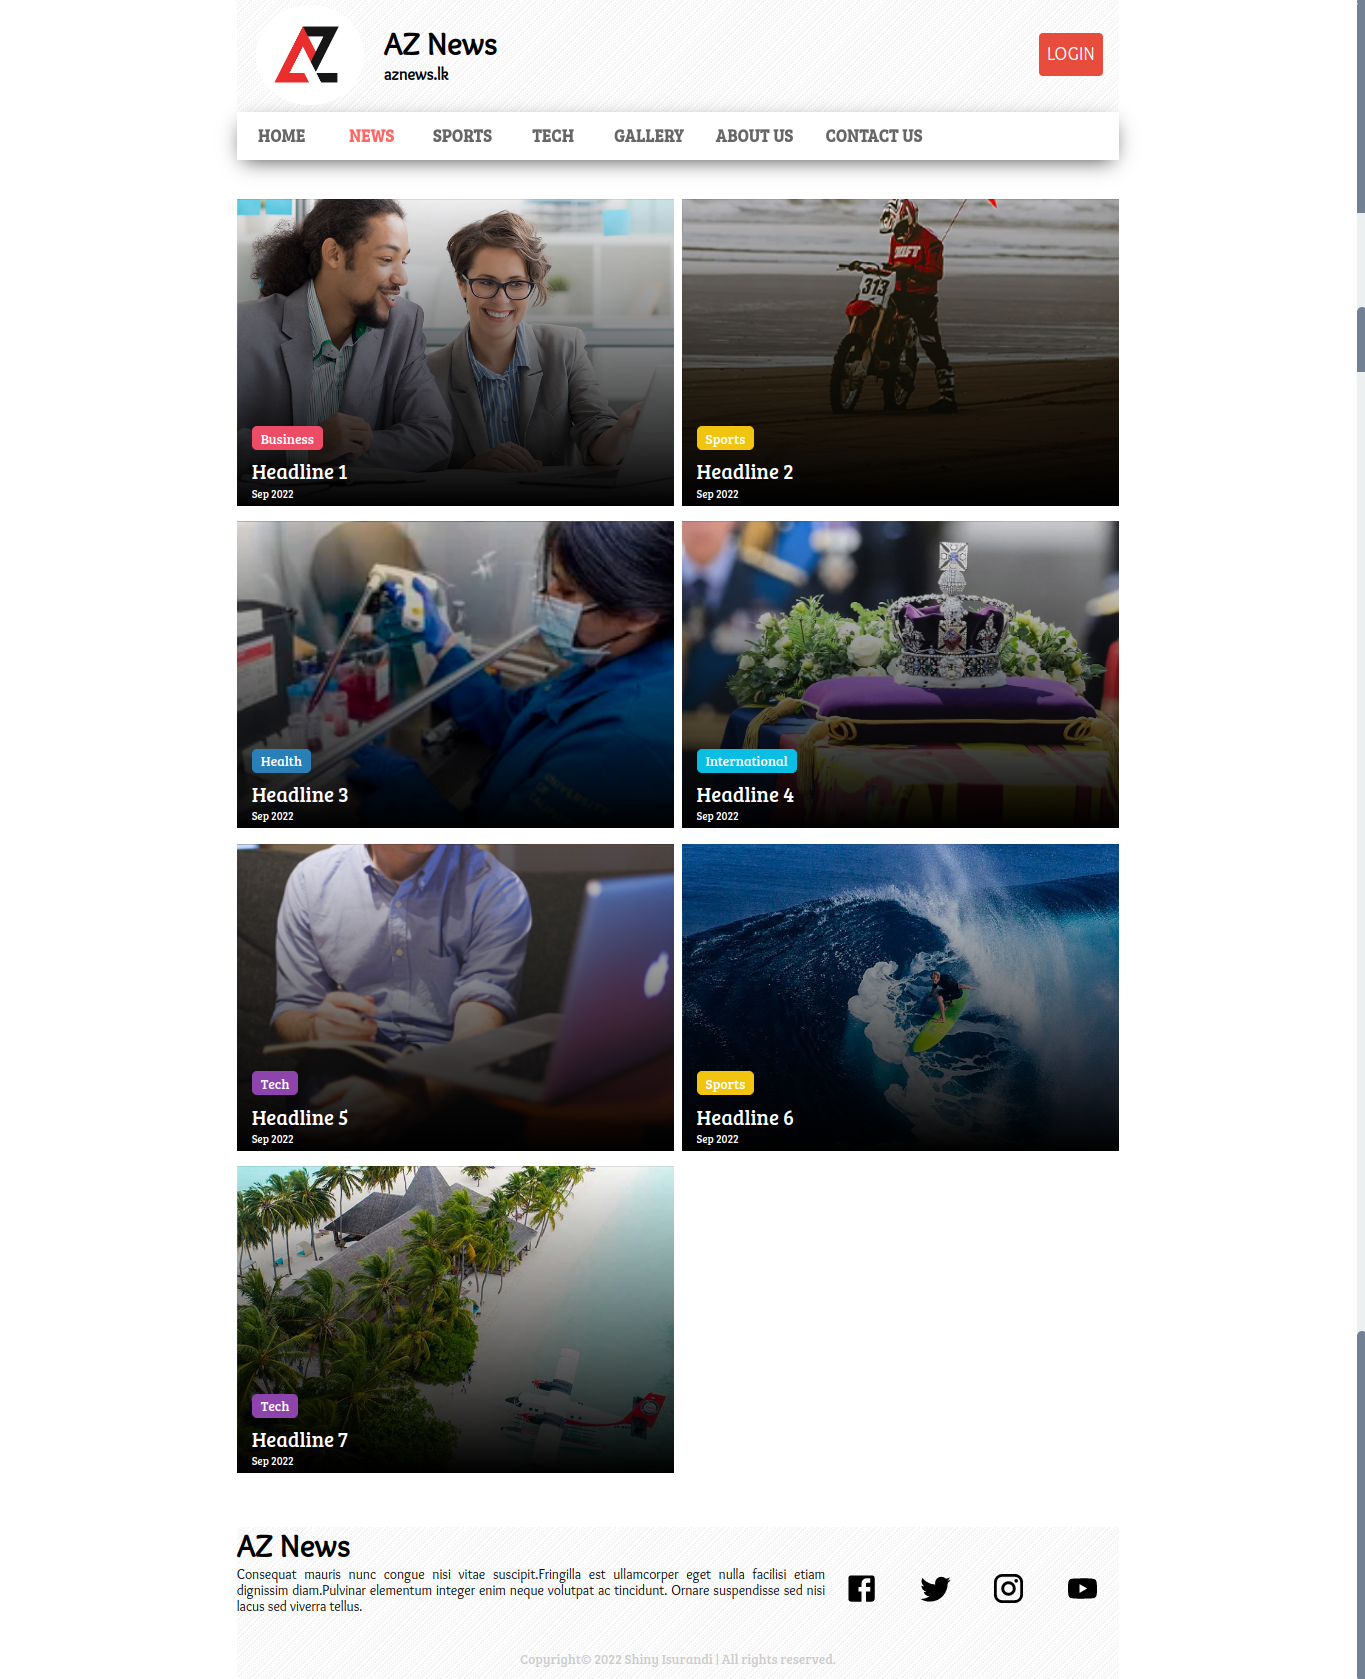 AZ News
aznews.lk
LOGIN
HOME NEWS SPORTS TECH GALLERY ABOUT US CONTACT US
313
Business
Headline 1
Sep 2022
Sports
Headline 2
Sep 2022
Health
Headline 3
Sep 2022
International
Headline 4
Sep 2022
Tech
Headline 5
Sep 2022
Sports
Headline 6
Sep 2022
Tech
Headline 7
Sep 2022
AZ News
Consequat mauris nunc congue nisi vitae suscipit.Fringilla est ullamcorper eget nulla facilisi etiam
dignissim diam.Pulvinar elementum integer enim neque volutpat ac tincidunt. Ornare suspendisse sed nisi
lacus sed viverra tellus.
Copyright© 2022 Shiny Isurandi | All rights reserved.